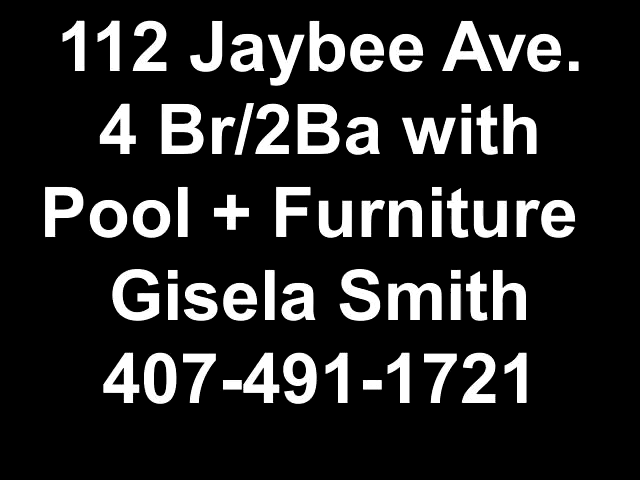 112 Jaybee Ave.
4 Br/2Ba with
Pool + Furniture
Gisela Smith
407-491-1721